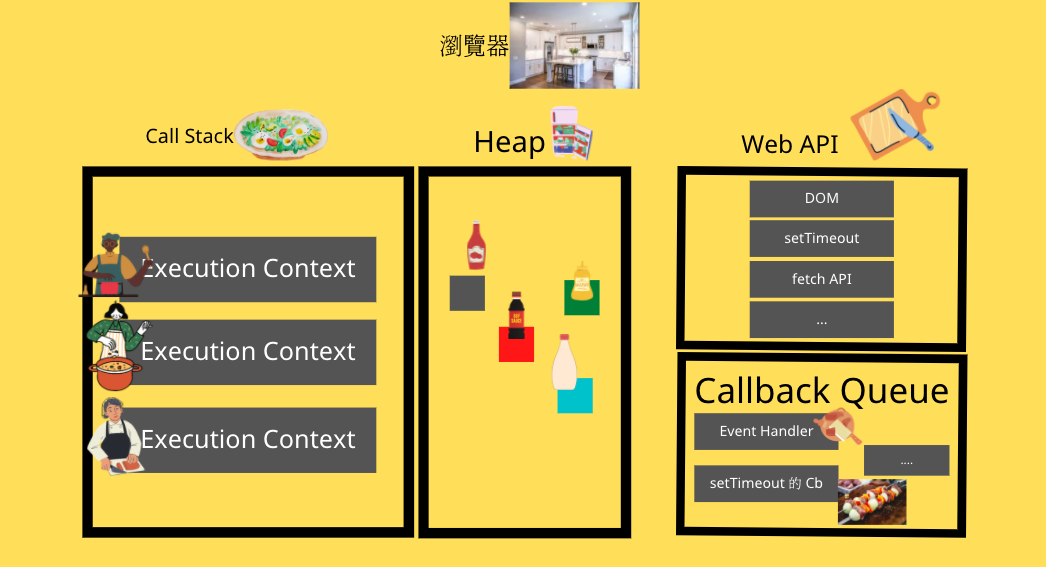 瀏覽器
Call Stack
Heap
Web API
Execution Context
Execution Context
Execution Context
DOM
setTimeout
fetch API
...
Callback Queue
Event Handler
....
setTimeout 的 Cb